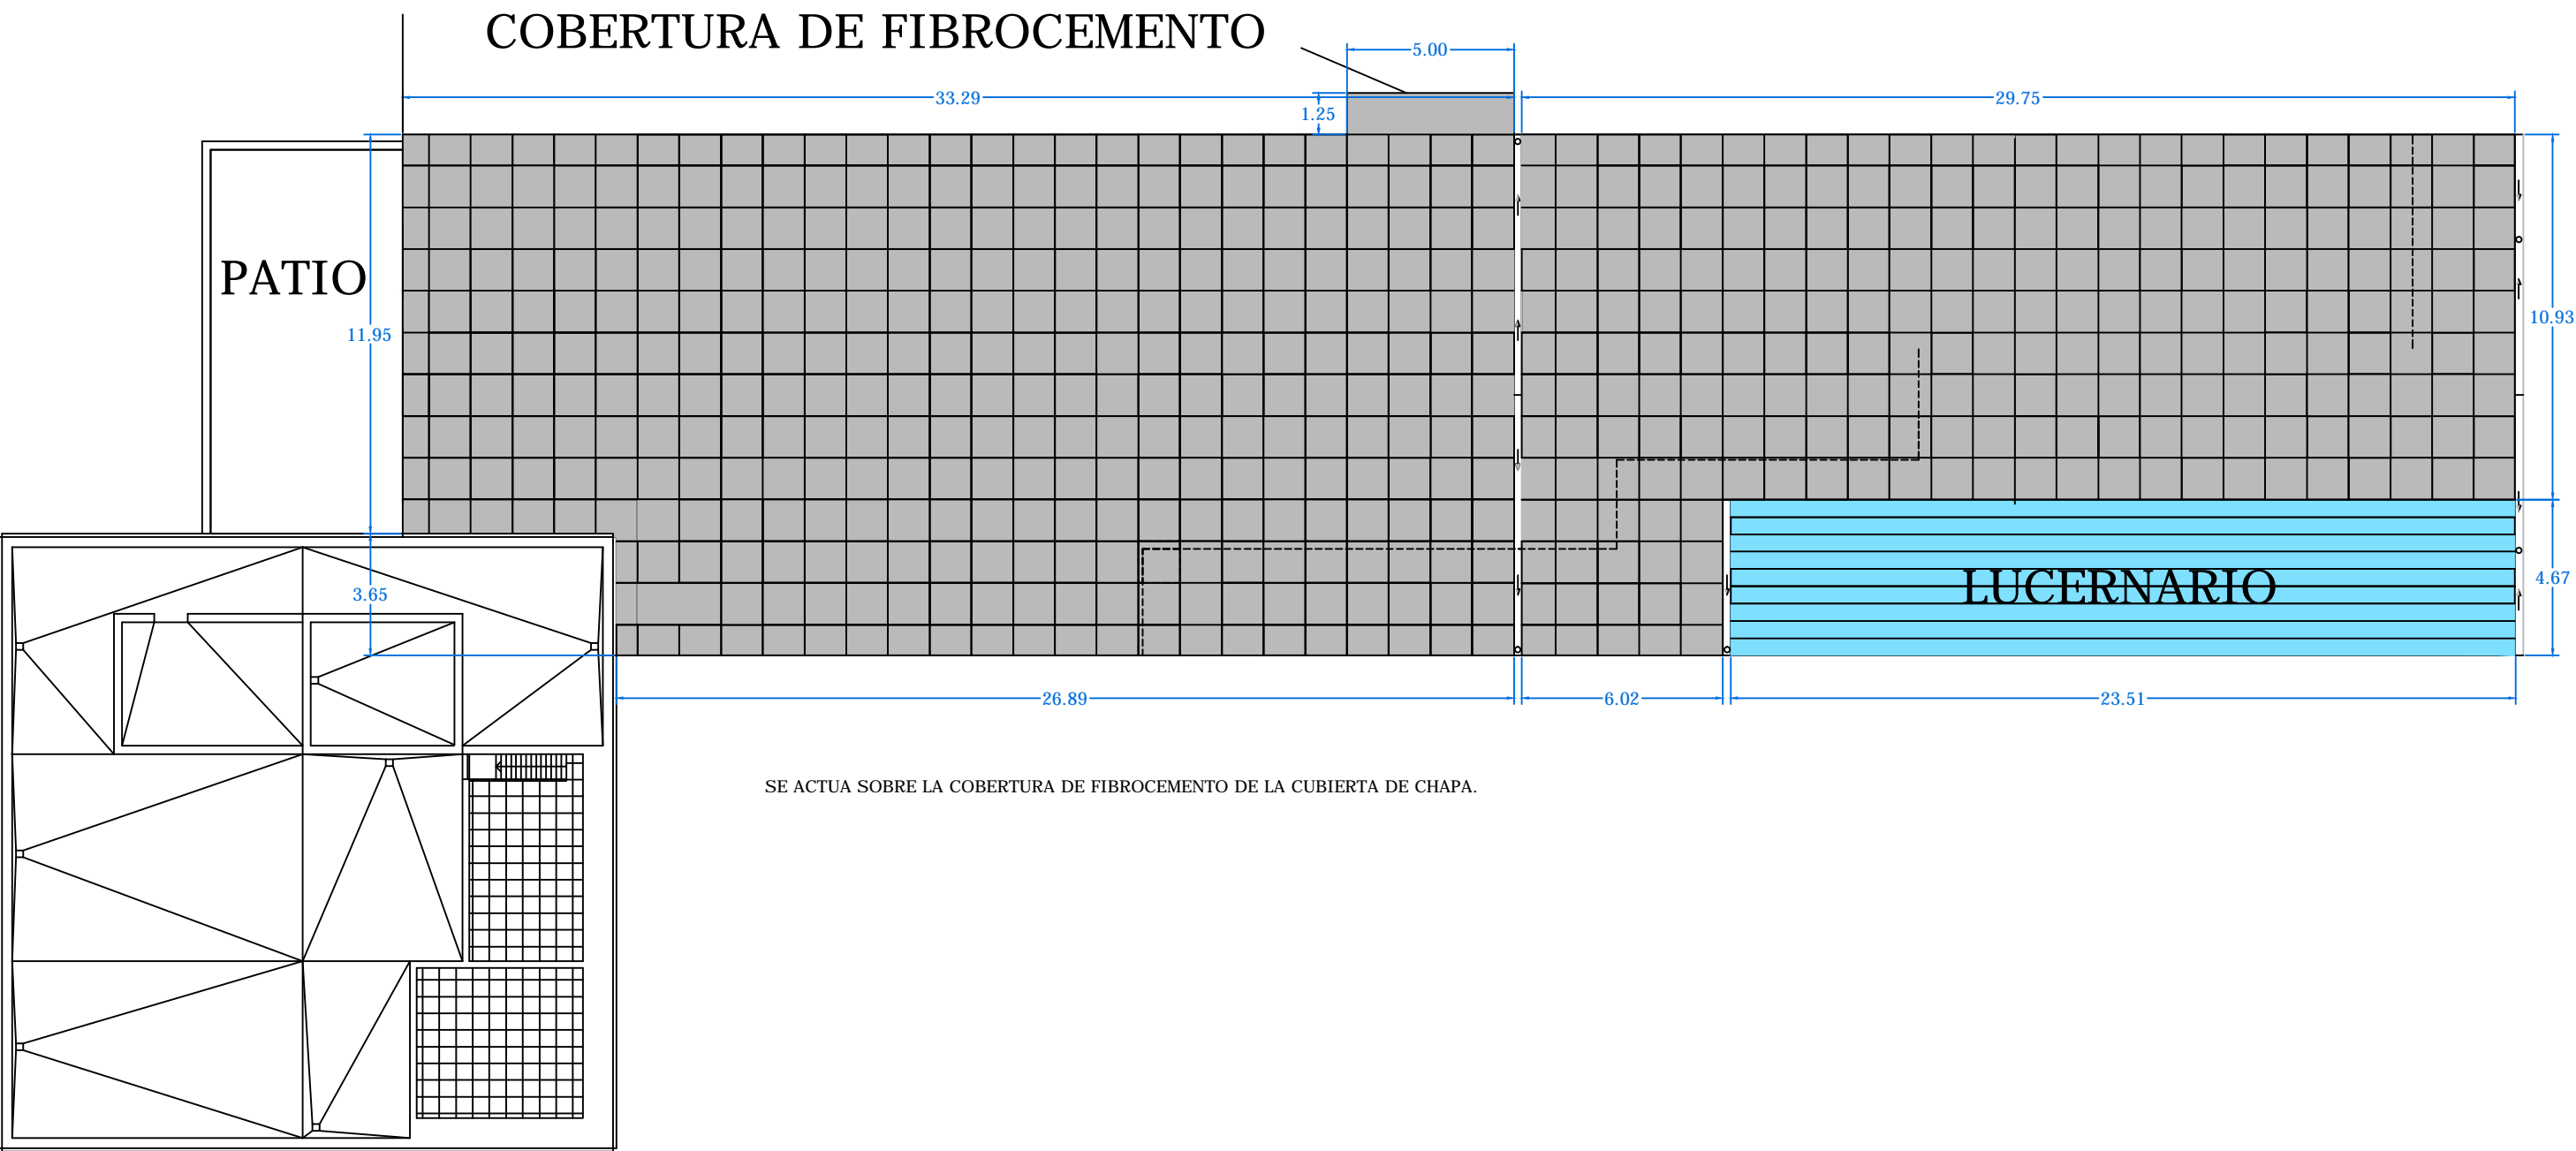 COBERTURA DE FIBROCEMENTO
5.00
33.29
29.75
1.25
PATIO
11.95
10.93
3.65
LUCERNARIO
4.67
26.89
6.02
23.51
SE ACTUA SOBRE LA COBERTURA DE FIBROCEMENTO DE LA CUBIERTA DE CHAPA.